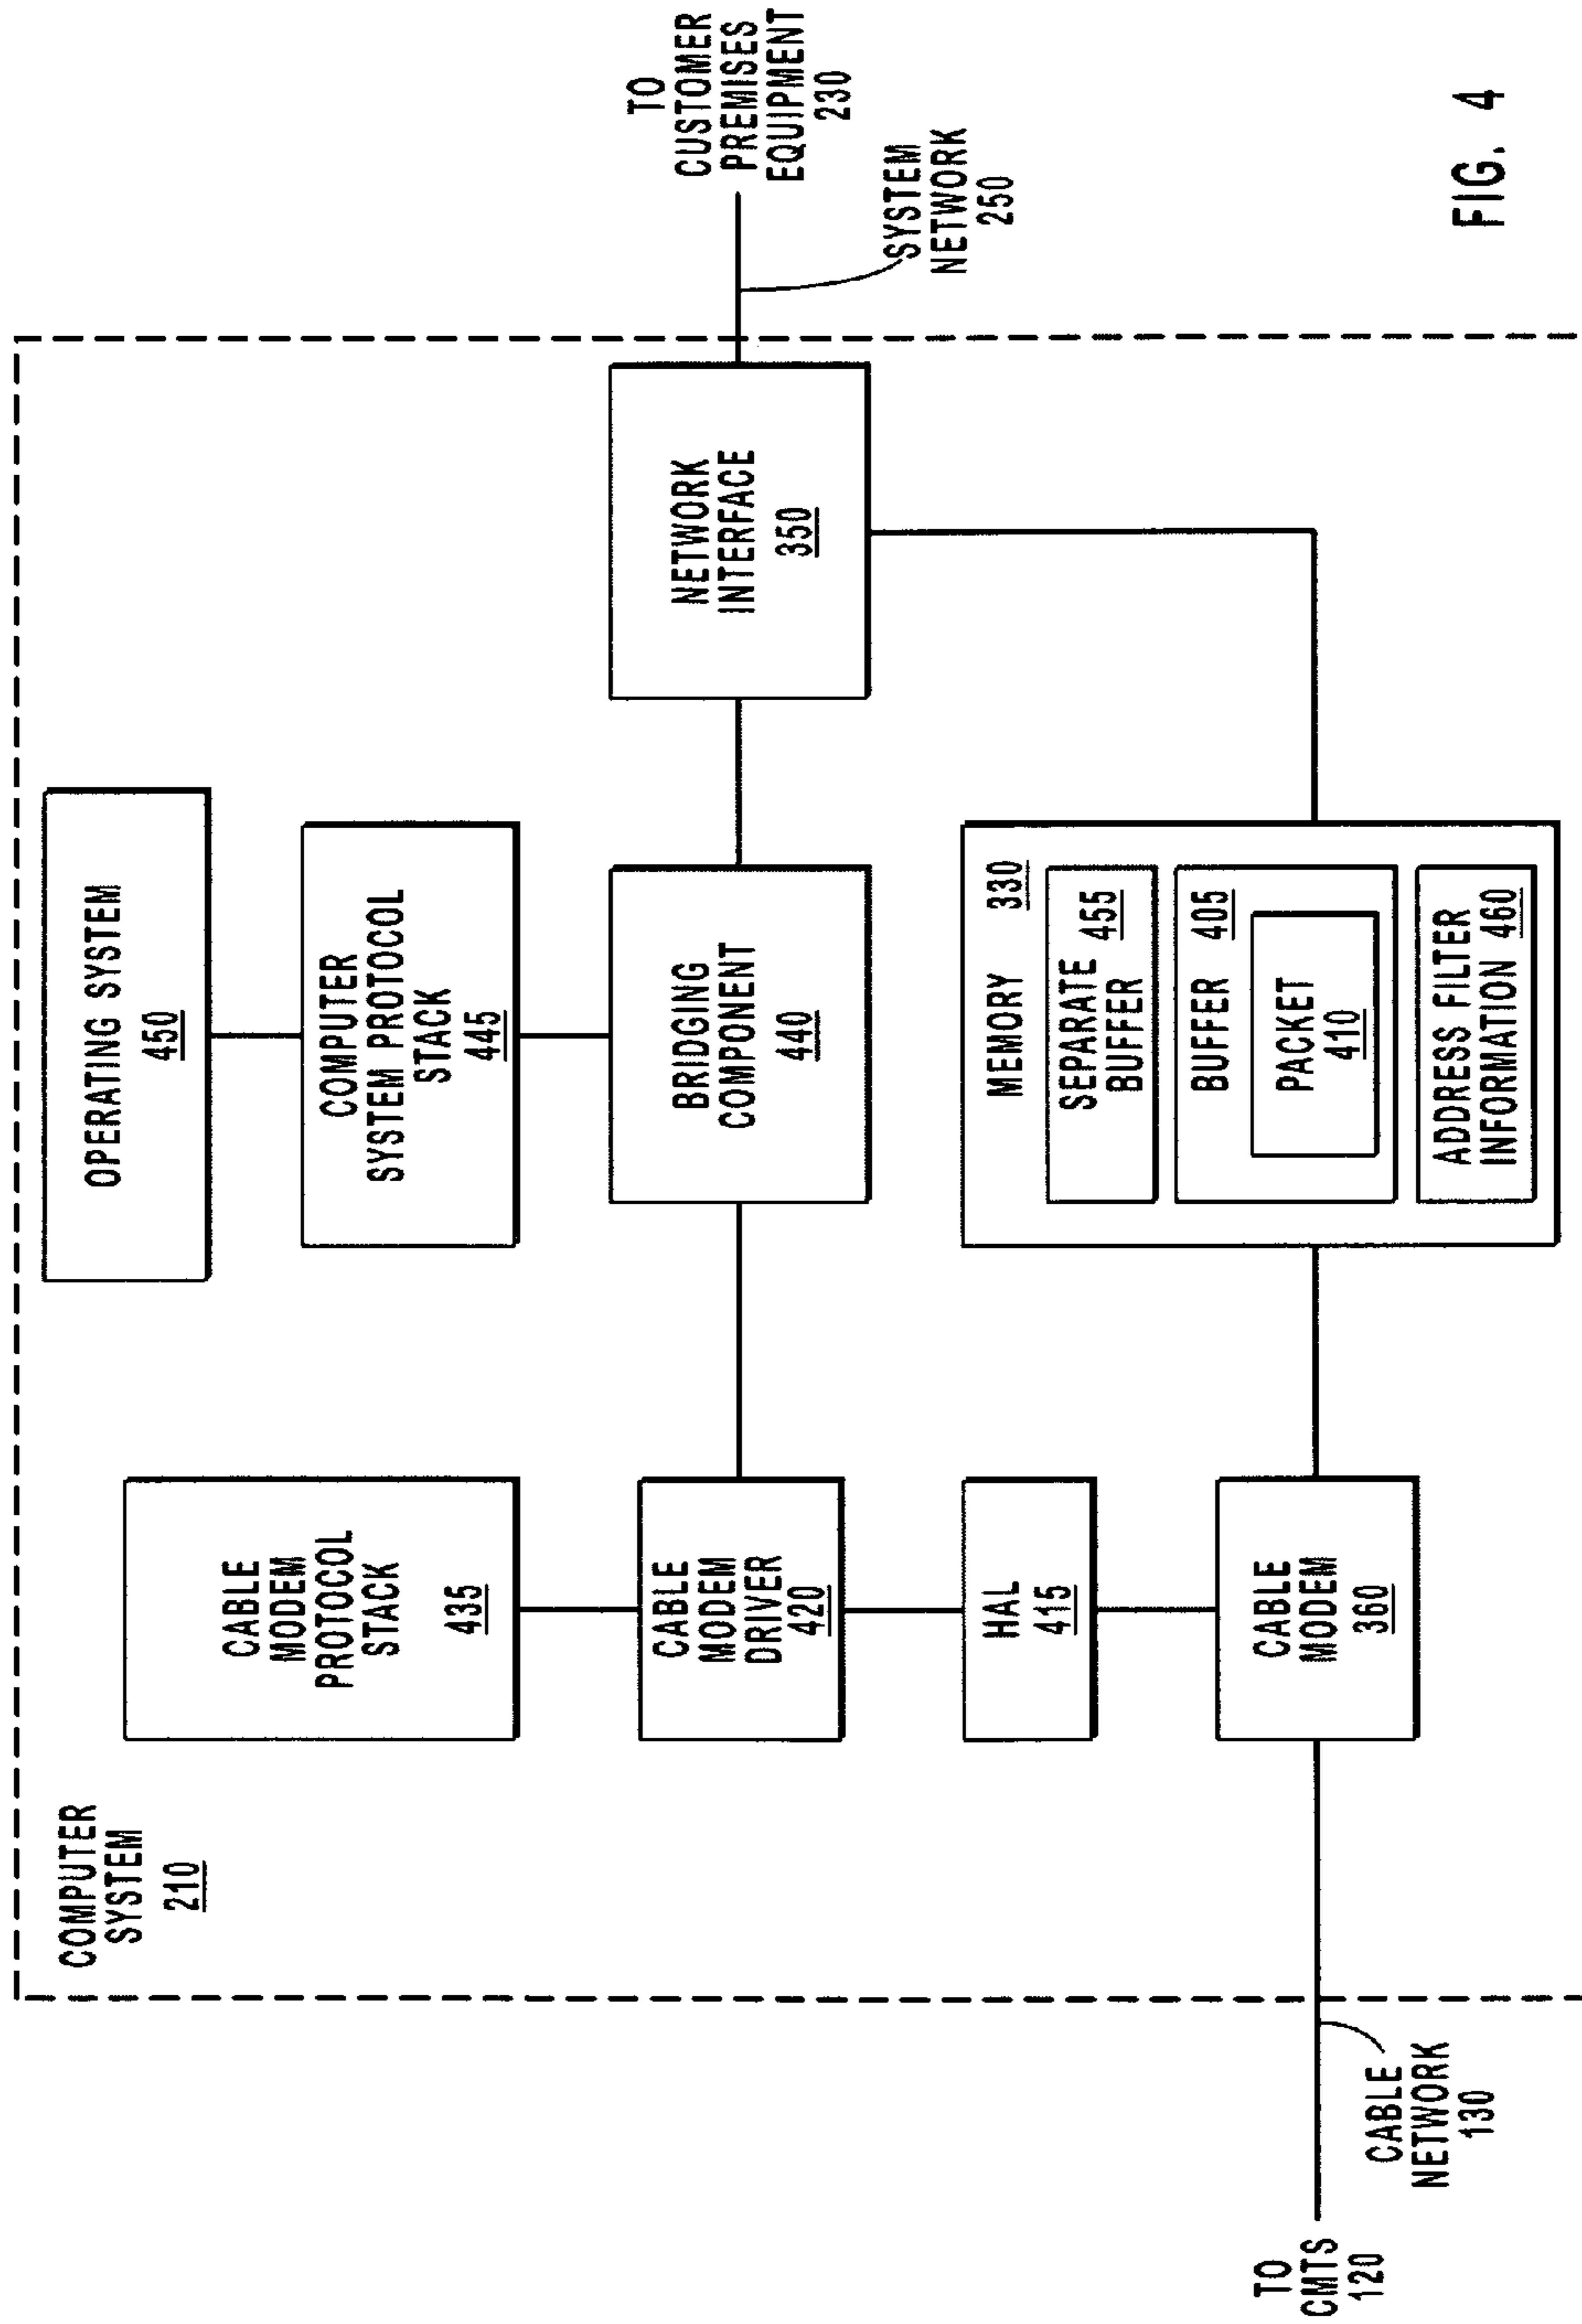 COMPUTER
SYSTEM
210
OPERATING SYSTEM
450
CABLE
MODEM
PROTOCOL
STACK
435
COMPUTER
SYSTEM PROTOCOL
STACK
445
CABLE
MODEM
DRIVER
420
BRIDGING
COMPONENT
440
NETWORK
INTERFACE
350
TO
CUSTOMER
PREMISES
EQUIPMENT
230
SYSTEM
NETWORK
250
HAL
415
MEMORY 330
SEPARATE
BUFFER 455
BUFFER 405
PACKET
410
ADDRESS FILTER
INFORMATION 460
CABLE
MODEM
360
TO
CMTS
120
CABLE
NETWORK
130
FIG. 4